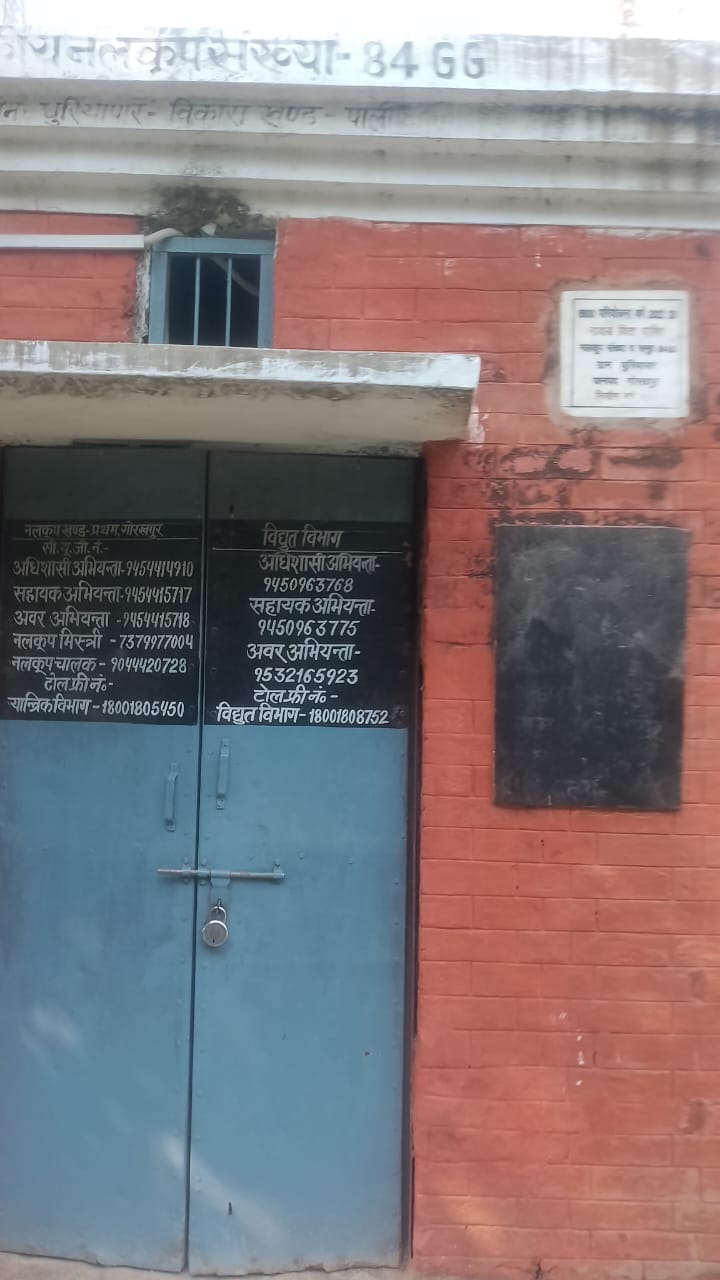 नलकूप संख्या- 84 GG
धुरियापार- विकास खण्ड- पाली
नलकूप खण्ड-प्रथम, गोरखपुर
सी.यू.जी.नं.-
अधिशासी अभियन्ता-9454414910
सहायक अभियन्ता-9454415717
अवर अभियन्ता -9454415718
नलकूप मिस्त्री -7379977004
नलकूप चालक- 9044420728
टोल फ्री नं॰-
यान्त्रिक विभाग -18001805450
विद्युत विभाग
अधिशासी अभियन्ता-
9450963768
सहायक अभियन्ता-
9450963775
अवर अभियन्ता-
9532165923
टोल फ्री नं॰-
विद्युत विभाग-18001808752